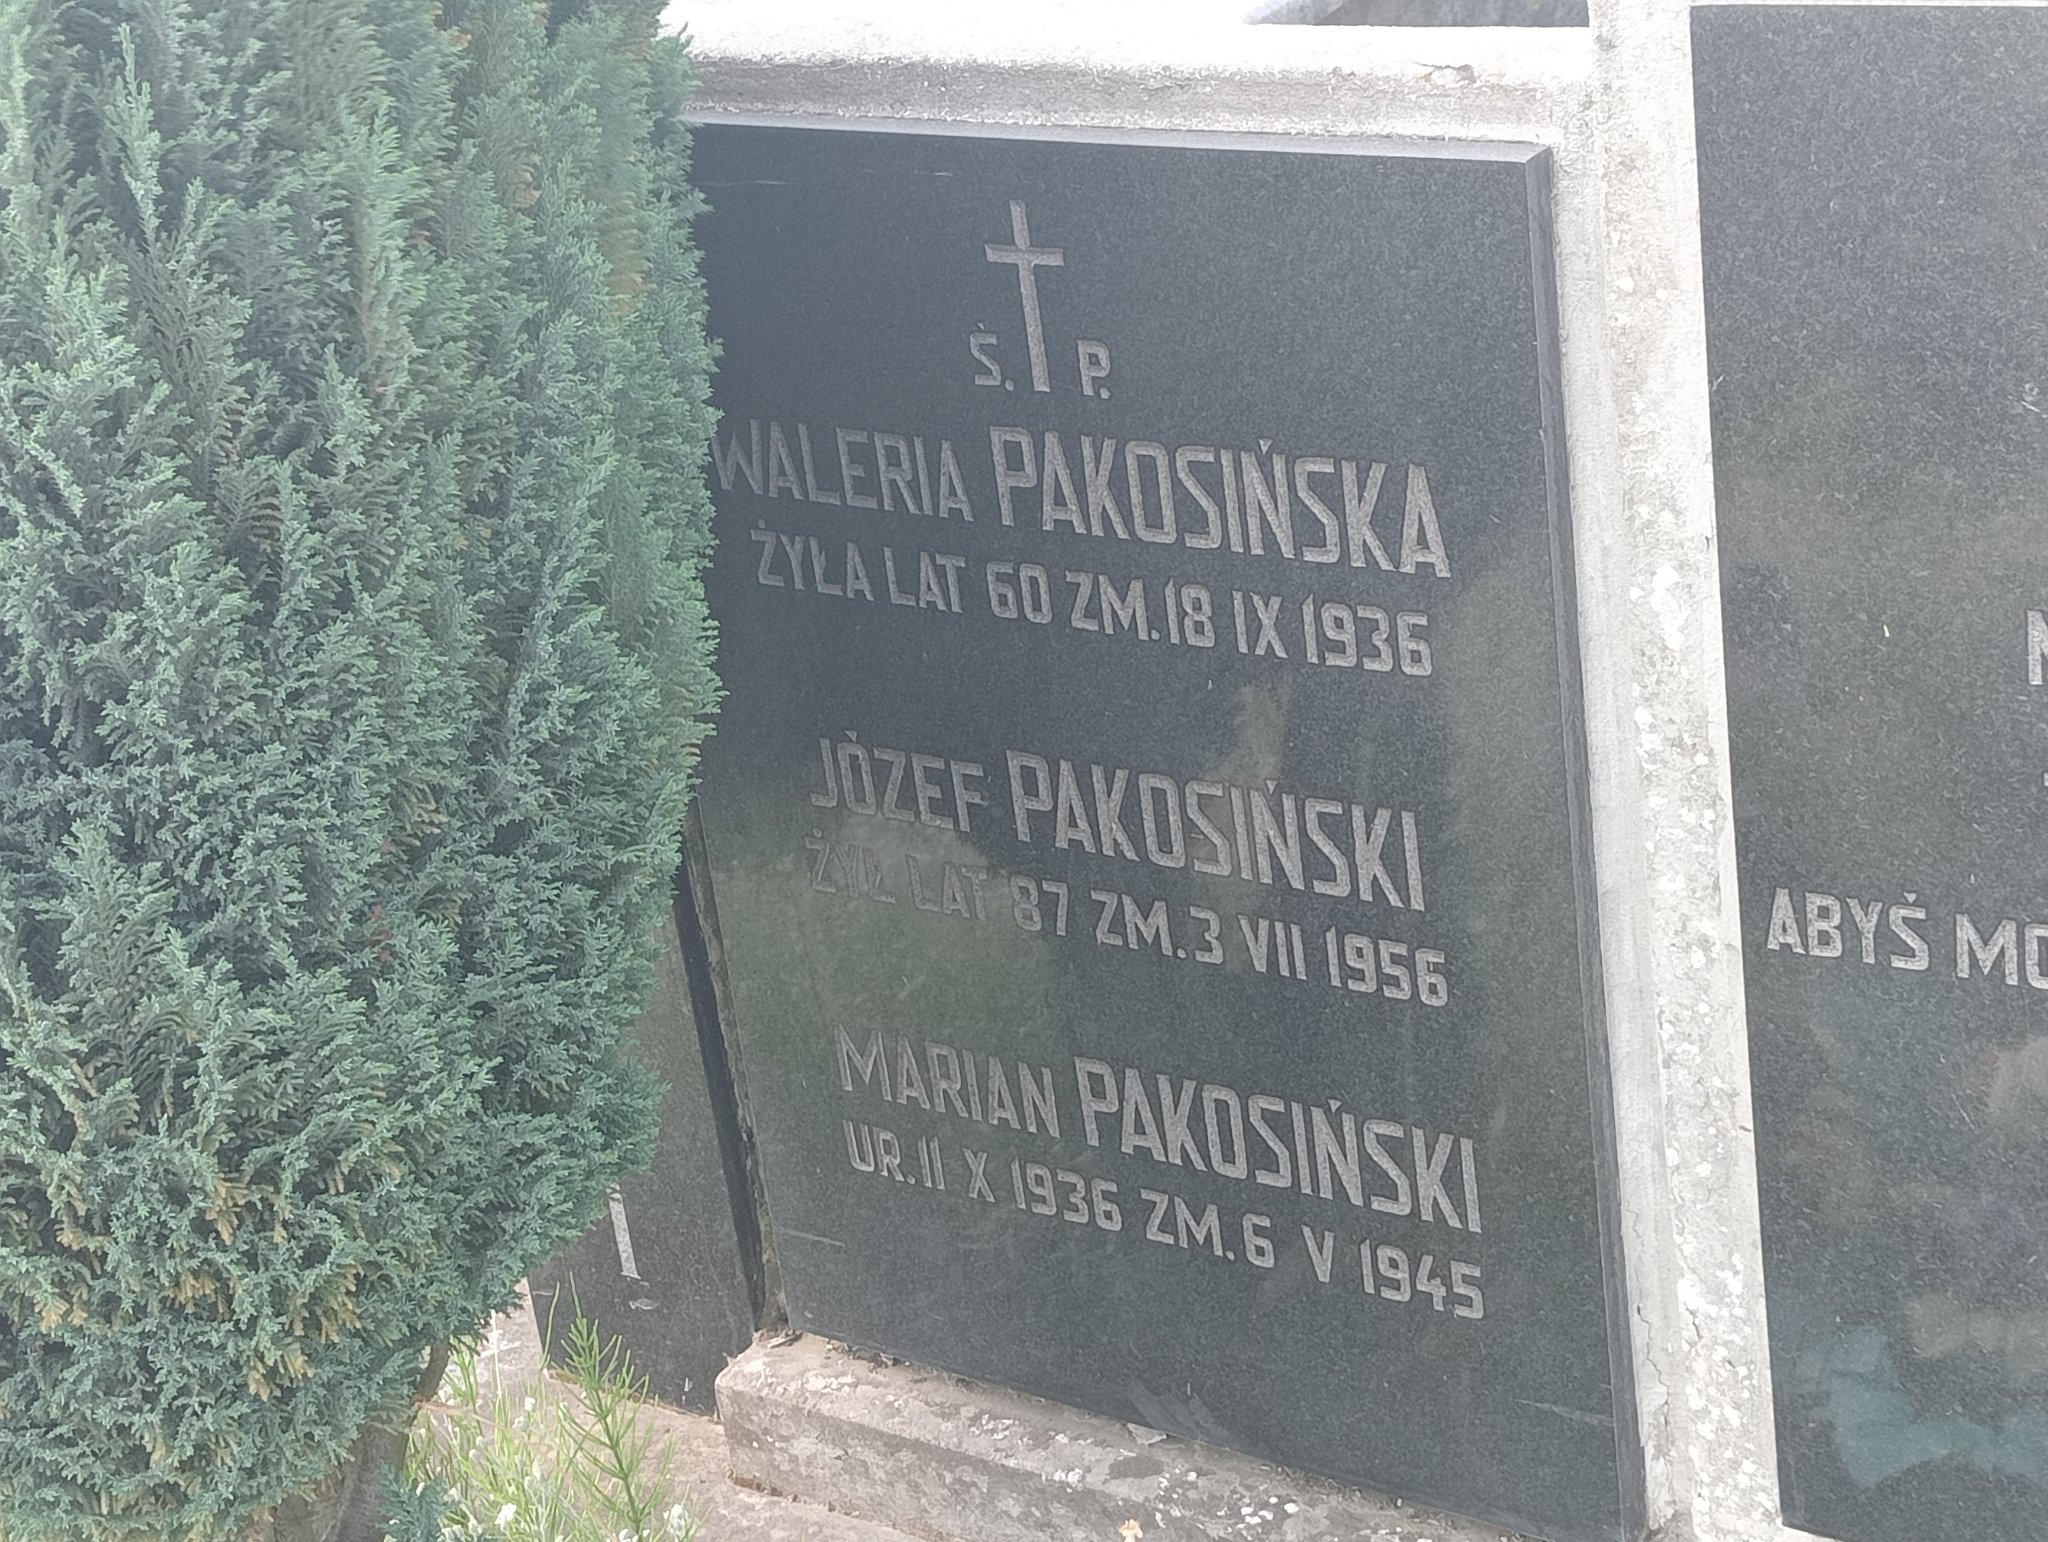 Ś. P.
WALERIA PAKOSIŃSKA
ŻYŁA LAT 60 ZM. 18 IX 1936
JÓZEF PAKOSIŃSKI
ŻYŁ LAT 87 ZM. 3 VII 1956
MARIAN PAKOSIŃSKI
UR. 11 X 1936 ZM. 6 V 1945
ABYŚ